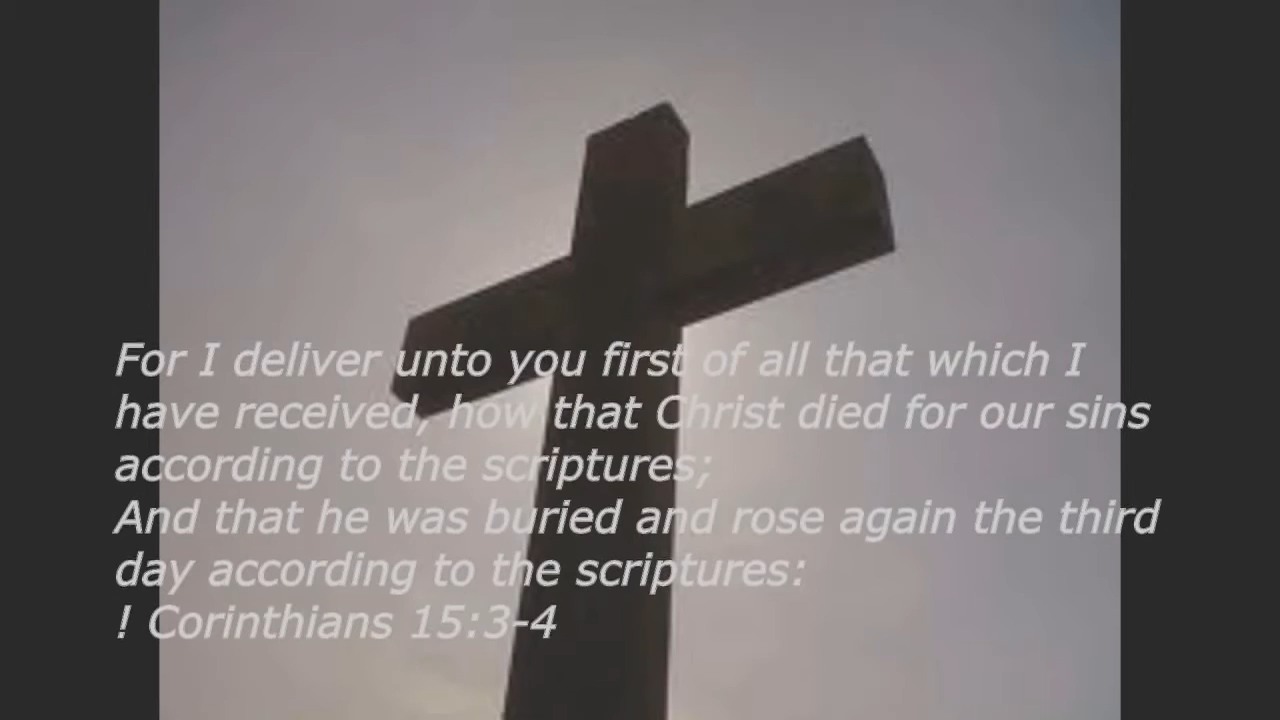 For I deliver unto you first of all that which I
have received, how that Christ died for our sins
according to the scriptures;
And that he was buried and rose again the third
day according to the scriptures:
! Corinthians 15:3-4